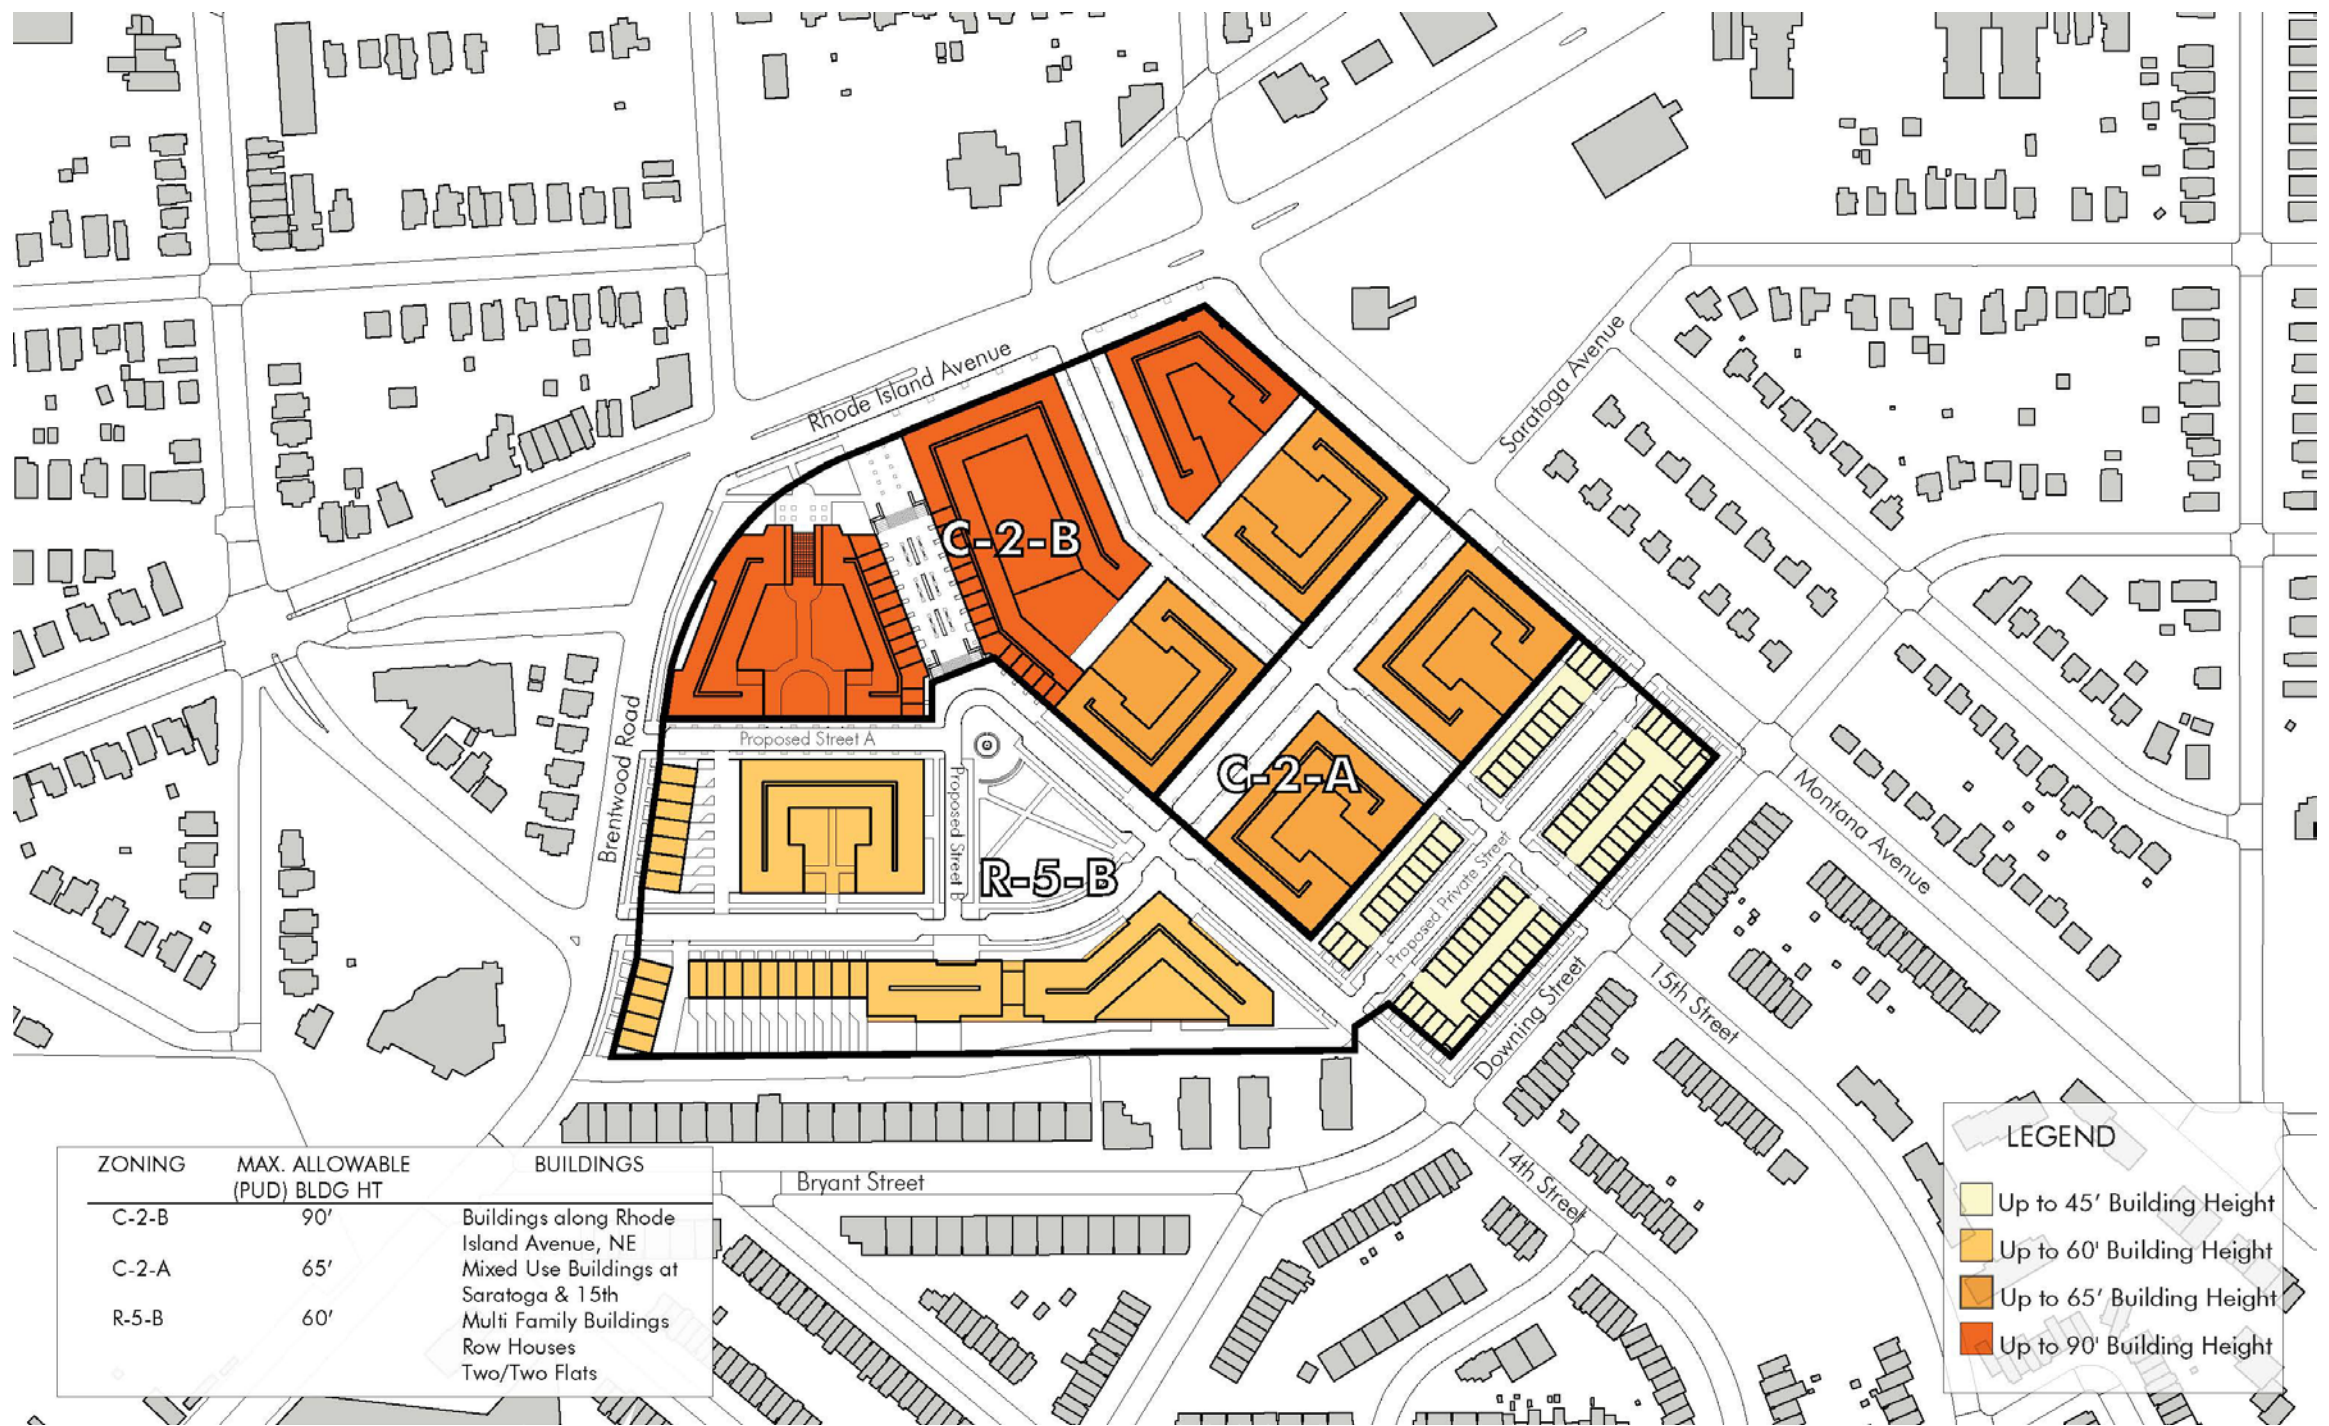 Saratoga Avenue
Rhode Island Avenue
C-2-B
Brentwood Road
Proposed Street A
Proposed Street B
C-2-A
R-5-B
Montana Avenue
Proposed Private Street
15th Street
Downing Street
14th Street
Bryant Street
ZONING MAX. ALLOWABLE BUILDINGS
(PUD) BLDG HT
C-2-B 90' Buildings along Rhode
Island Avenue, NE
C-2-A 65' Mixed Use Buildings at
Saratoga & 15th
R-5-B 60' Multi Family Buildings
Row Houses
Two/Two Flats
LEGEND
Up to 45' Building Height
Up to 60' Building Height
Up to 65' Building Height
Up to 90' Building Height